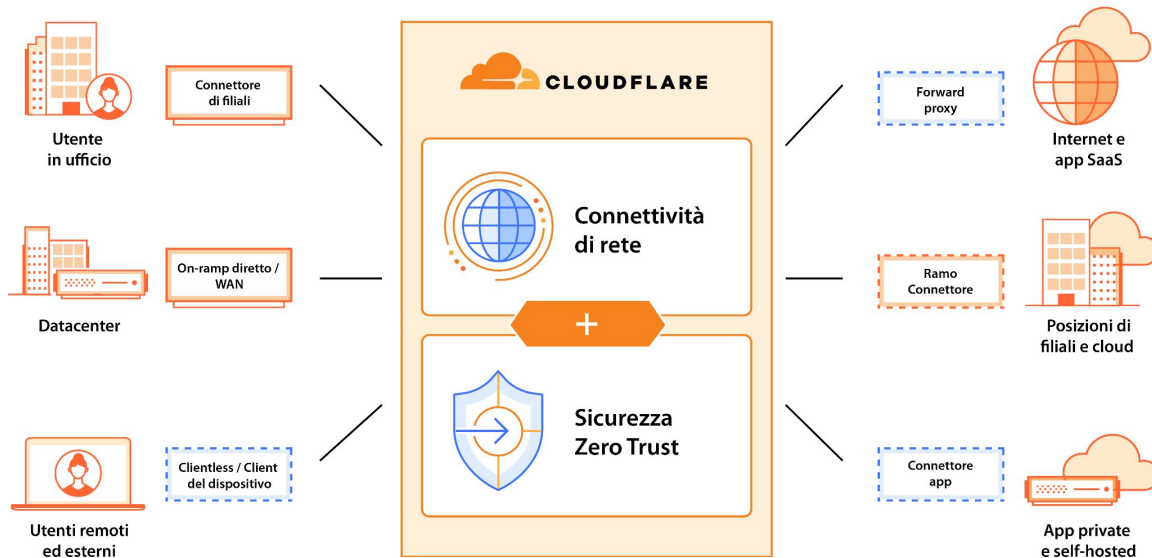 Utente
in ufficio
Connettore
di filiali
Datacenter
On-ramp diretto /
WAN
Utenti remoti
ed esterni
Clientless / Client
del dispositivo
CLOUDFLARE
Connettività
di rete
+
Sicurezza
Zero Trust
Forward
proxy
Internet e
app SaaS
Ramo
Connettore
Posizioni di
filiali e cloud
Connettore
app
App private
e self-hosted